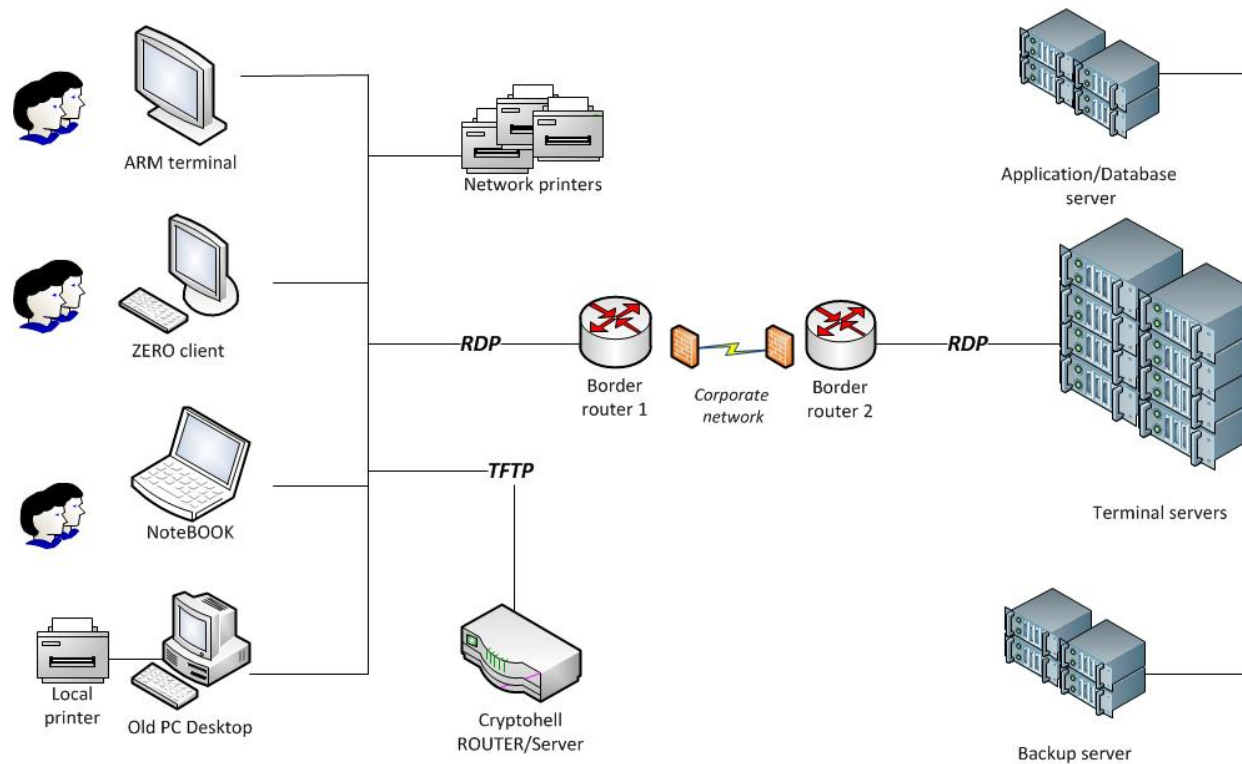 ARM terminal
Network printers
Application/Database
server
ZERO client
RDP
Border
router 1
Corporate
network
Border
router 2
RDP
Terminal servers
NoteBOOK
TFTP
Local
printer
Old PC Desktop
Cryptohell
ROUTER/Server
Backup server